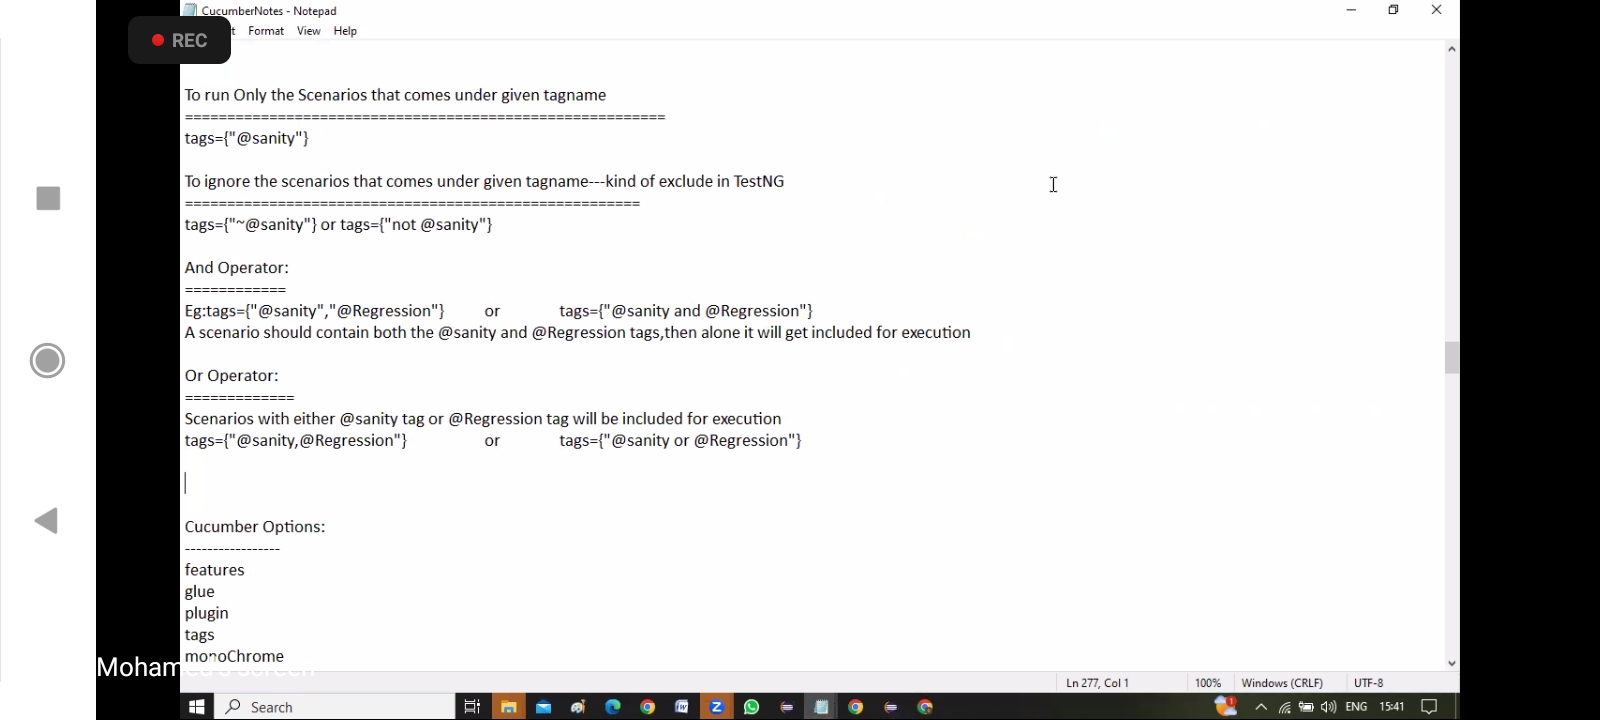 CucumberNotes - Notepad
REC
t Format View Help
To run Only the Scenarios that comes under given tagname
=========================================================
tags={"@sanity"}
To ignore the scenarios that comes under given tagname---kind of exclude in TestNG
======================================================
tags={"~@sanity"} or tags={"not @sanity"}
And Operator:
============
Eg:tags={"@sanity","@Regression"} or tags={"@sanity and @Regression"}
A scenario should contain both the @sanity and @Regression tags,then alone it will get included for execution
Or Operator:
=============
Scenarios with either @sanity tag or @Regression tag will be included for execution
tags={"@sanity,@Regression"} or tags={"@sanity or @Regression"}
Cucumber Options:
-----------------
features
glue
plugin
tags
monoChrome
Ln 277, Col 1 100% Windows (CRLF) UTF-8
Search ENG 15:41